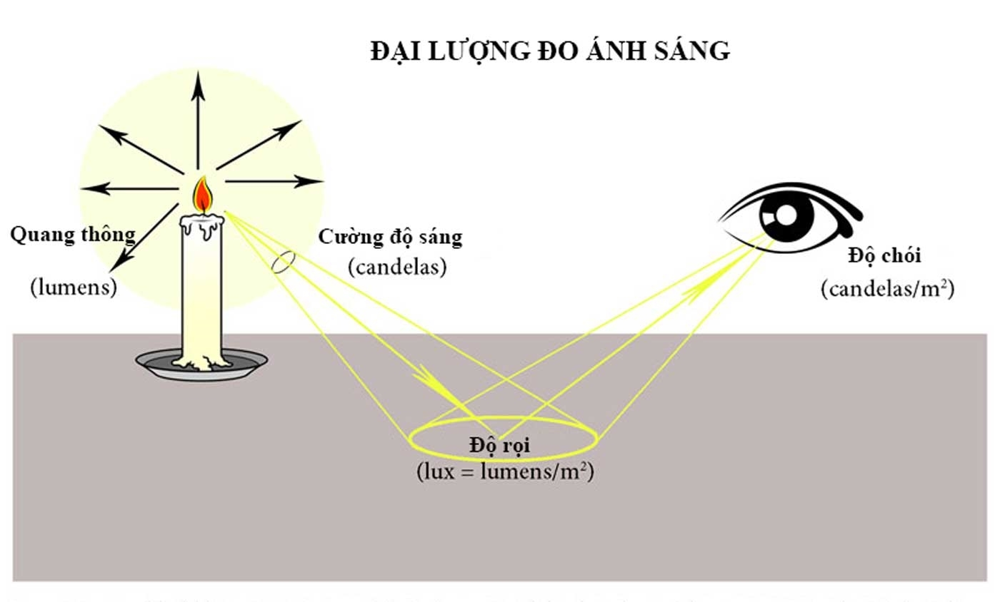 ĐẠI LƯỢNG ĐO ÁNH SÁNG
Quang thông
(lumens)
Cường độ sáng
(candelas)
Độ chói
(candelas/m²)
Độ rọi
(lux = lumens/m²)